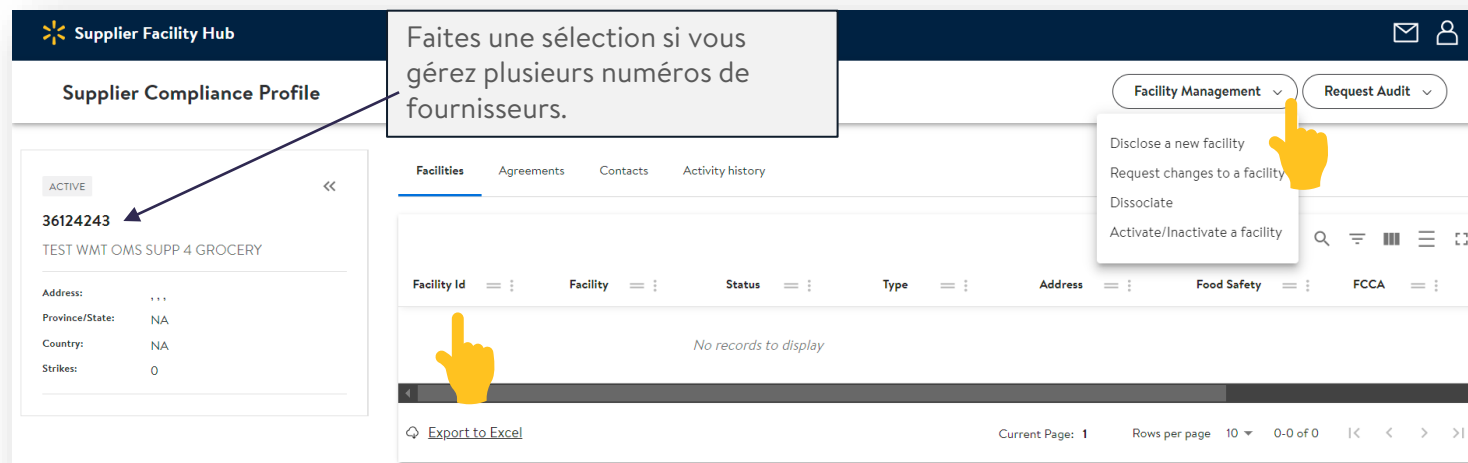 Supplier Facility Hub
Faites une sélection si vous
gérez plusieurs numéros de
fournisseurs.
Supplier Compliance Profile
Facility Management
Request Audit
Disclose a new facility
Request changes to a facility
Dissociate
Activate/Inactivate a facility
ACTIVE
36124243
TEST WMT OMS SUPP 4 GROCERY
Address: , , ,
Province/State: NA
Country: NA
Strikes: 0
Facilities Agreements Contacts Activity history
Facility Id Facility Status Type Address Food Safety FCCA
No records to display
Export to Excel
Current Page: 1 Rows per page 10 0-0 of 0